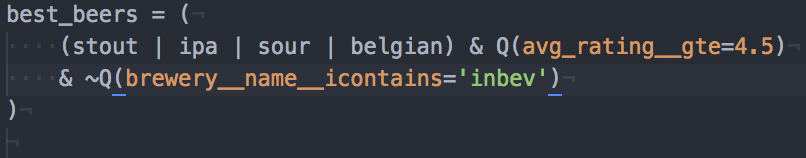 best_beers = (¬
····(stout | ipa | sour | belgian) & Q(avg_rating__gte=4.5)¬
····& ~Q(brewery__name__icontains='inbev')¬
)¬
¬